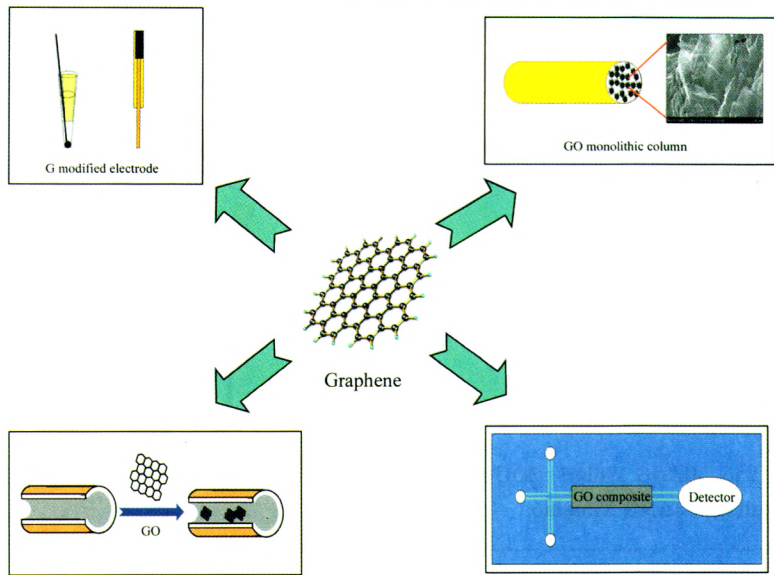 G modified electrode
GO monolithic column
Graphene
GO
GO composite
Detector